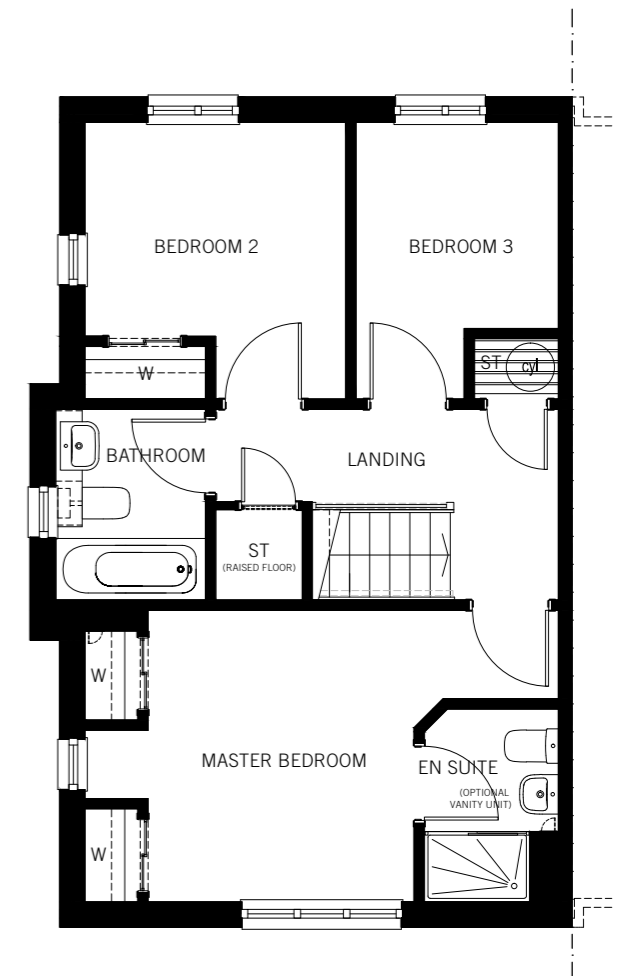 BEDROOM 2
BEDROOM 3
W
ST
cyl
BATHROOM
LANDING
ST
(RAISED FLOOR)
W
MASTER BEDROOM
EN SUITE
(OPTIONAL
VANITY UNIT)
W